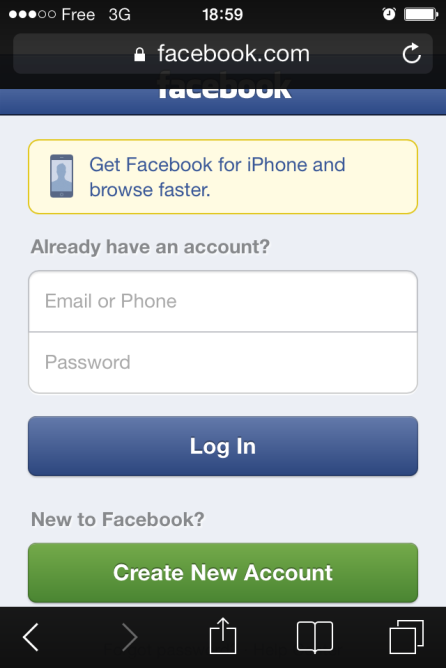 Free 3G 18:59
facebook.com
facebook
Get Facebook for iPhone and
browse faster.
Already have an account?
Email or Phone
Password
Log In
New to Facebook?
Create New Account